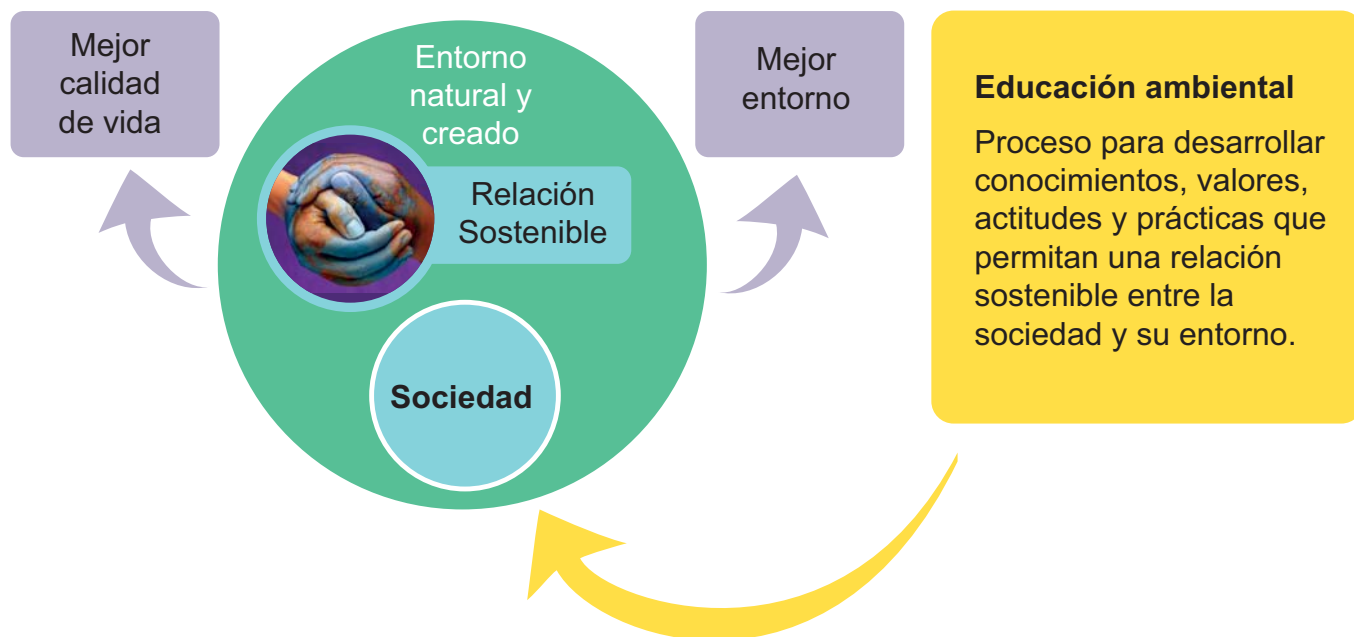 Mejor
calidad
de vida
Entorno
natural y
creado
Relación
Sostenible
Sociedad
Mejor
entorno
Educación ambiental
Proceso para desarrollar
conocimientos, valores,
actitudes y prácticas que
permitan una relación
sostenible entre la
sociedad y su entorno.